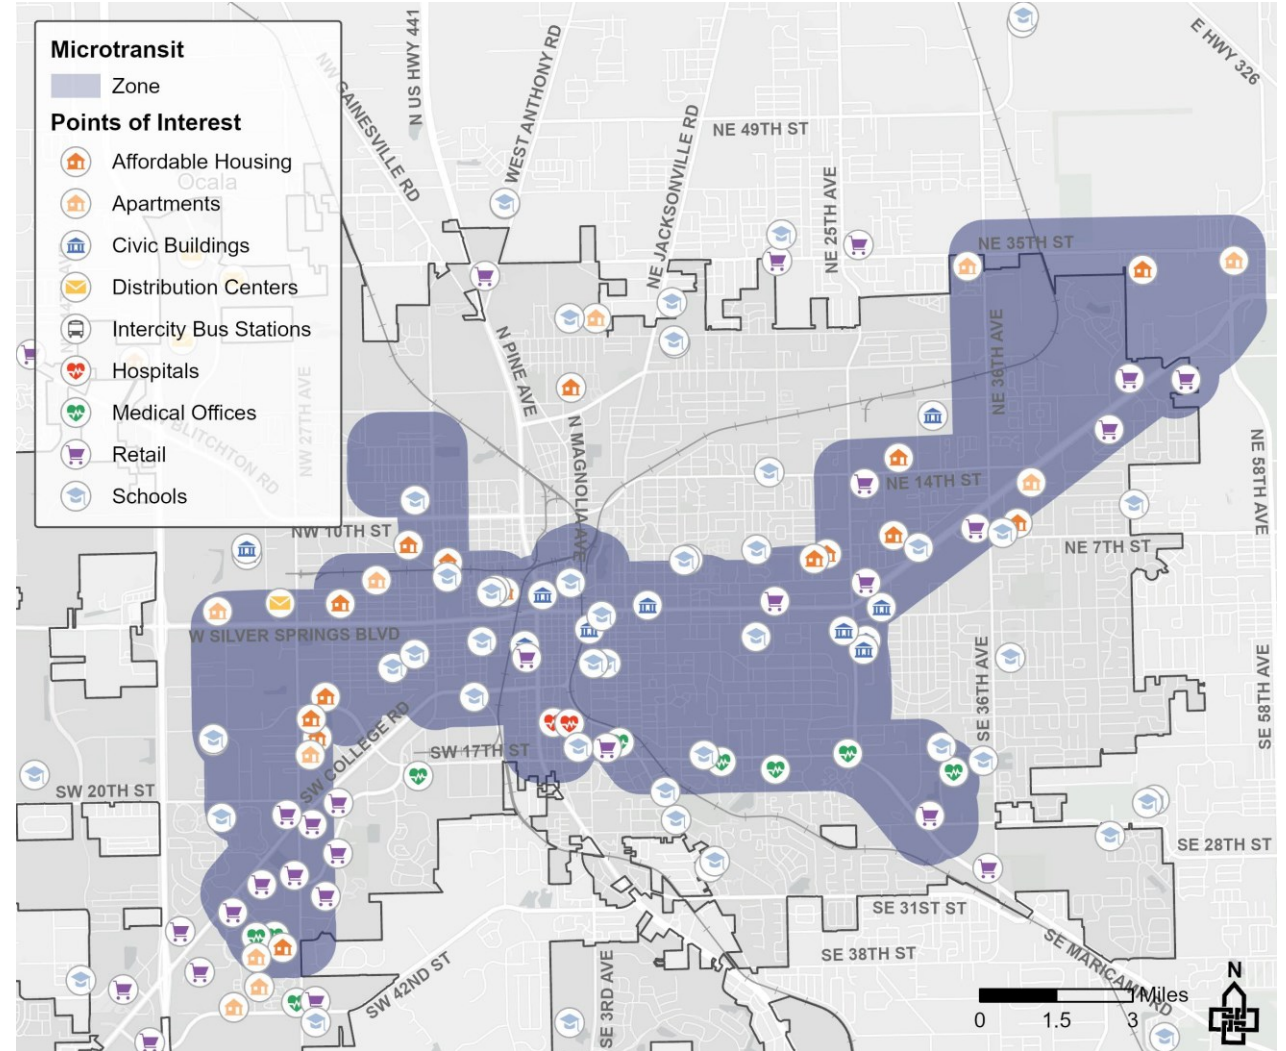 Microtransit
Zone
Points of Interest
Affordable Housing
Apartments
Civic Buildings
Distribution Centers
Intercity Bus Stations
Hospitals
Medical Offices
Retail
Schools
Ocala
NW GAINESVILLE RD
N US HWY 441
WEST ANTHONY RD
E HWY 326
NE 49TH ST
NE JACKSONVILLE RD
NE 25TH AVE
NE 35TH ST
NE 36TH AVE
N PINE AVE
N MAGNOLIA AVE
NW 27TH AVE
BLITCHTON RD
NE 14TH ST
NE 58TH AVE
NW 10TH ST
NE 7TH ST
W SILVER SPRINGS BLVD
SE 36TH AVE
SE 58TH AVE
SW COLLEGE RD
SW 17TH ST
SW 20TH ST
SE 28TH ST
SE 31ST ST
SE 38TH ST
SE MARICAMP RD
SW 42ND ST
SE 3RD AVE
N
Miles
0 1.5 3